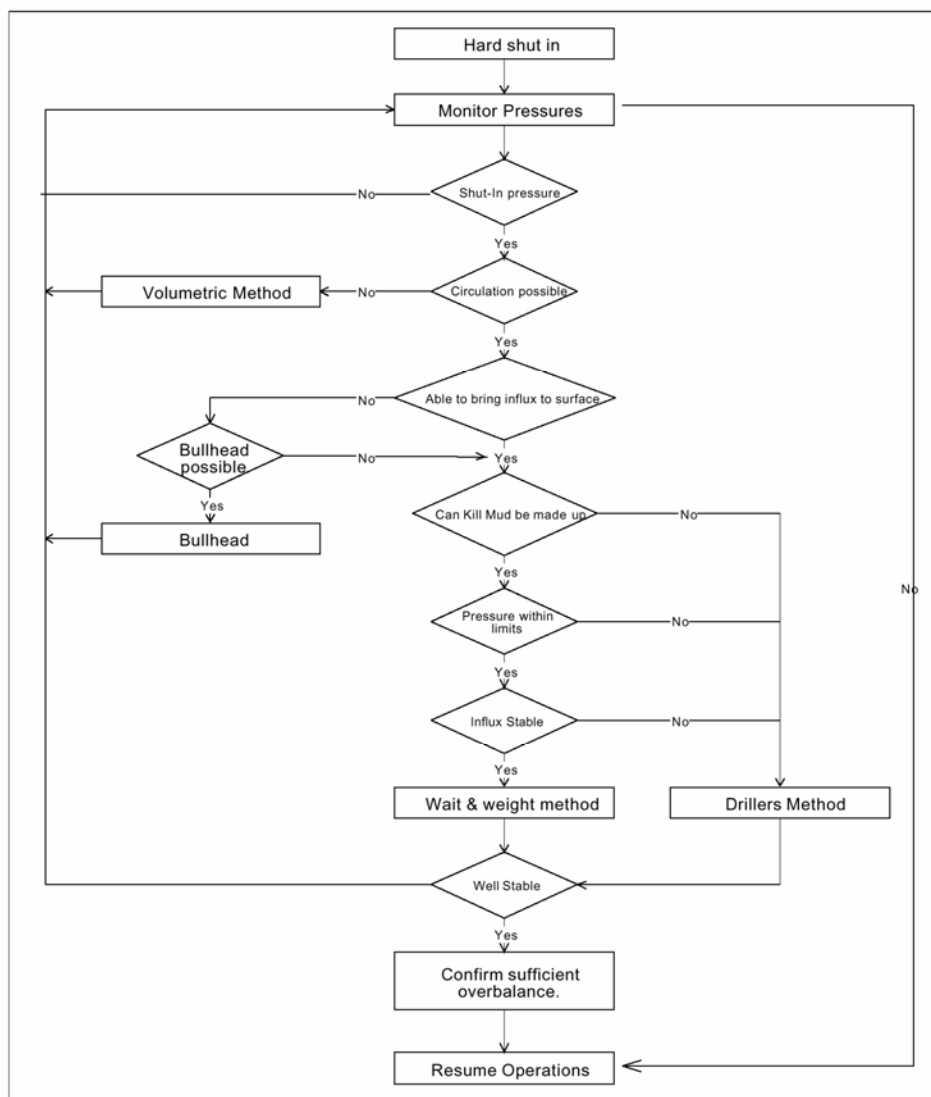 Hard shut in
Monitor Pressures
No
Shut-In pressure
Yes
Volumetric Method
No
Circulation possible
Yes
No
Able to bring influx to surface
Bullhead
possible
No
Yes
Yes
Can Kill Mud be made up
No
Bullhead
Yes
No
Pressure within
limits
No
Yes
Influx Stable
No
Yes
Wait & weight method
Drillers Method
Well Stable
Yes
Confirm sufficient
overbalance.
Resume Operations